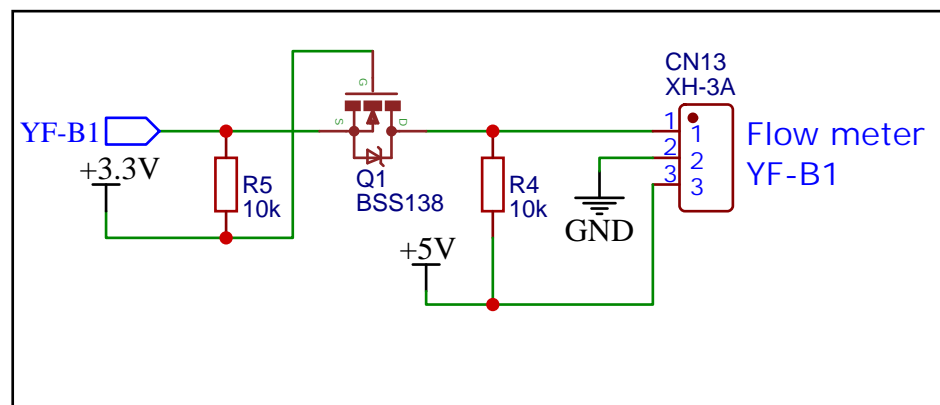 CN13
XH-3A
YF-B1
+3.3V
R5
10k
G
S
D
Q1
BSS138
R4
10k
+5V
GND
1
2
3
1
2
3
Flow meter
YF-B1